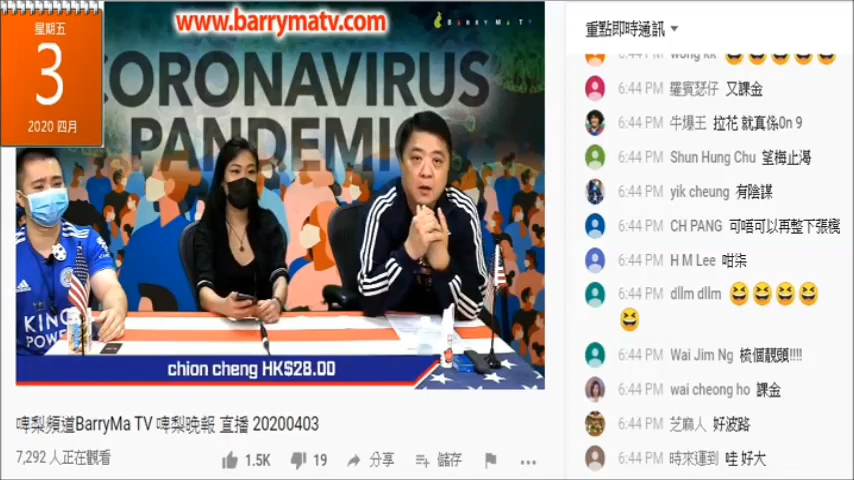 星期五
3
2020 四月
www.barrymatv.com
BARRY MA TV
CORONAVIRUS
PANDEMIC
KING
POWER
chion cheng HK$28.00
啤梨頻道BarryMa TV 啤梨晚報 直播 20200403
7,292 人正在觀看
1.5K
19
分享
儲存
重點即時通訊
wong kk
6:44 PM 羅賓瑟仔 又課金
6:44 PM 牛爆王 拉花 就真係0n 9
6:44 PM Shun Hung Chu 望梅止渴
6:44 PM yik cheung 有陰謀
6:44 PM CH PANG 可唔可以再整下張櫈
6:44 PM H M Lee 咁柒
6:44 PM dllm dllm 😆😆😆😆
😆
6:44 PM Wai Jim Ng 梳個靚頭!!!!
6:44 PM wai cheong ho 課金
6:44 PM 芝麻人 好波路
6:44 PM 時來運到 哇 好大